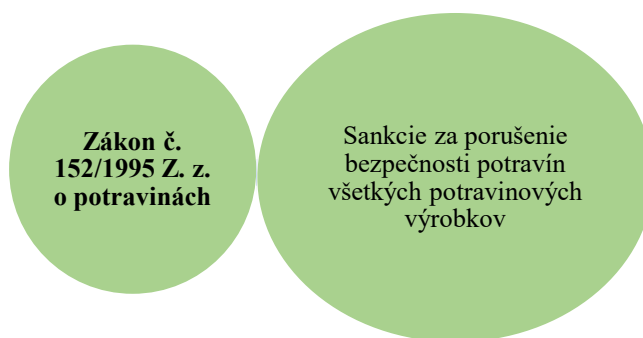 Zákon č.
152/1995 Z. z.
o potravinách
Sankcie za porušenie
bezpečnosti potravín
všetkých potravinových
výrobkov